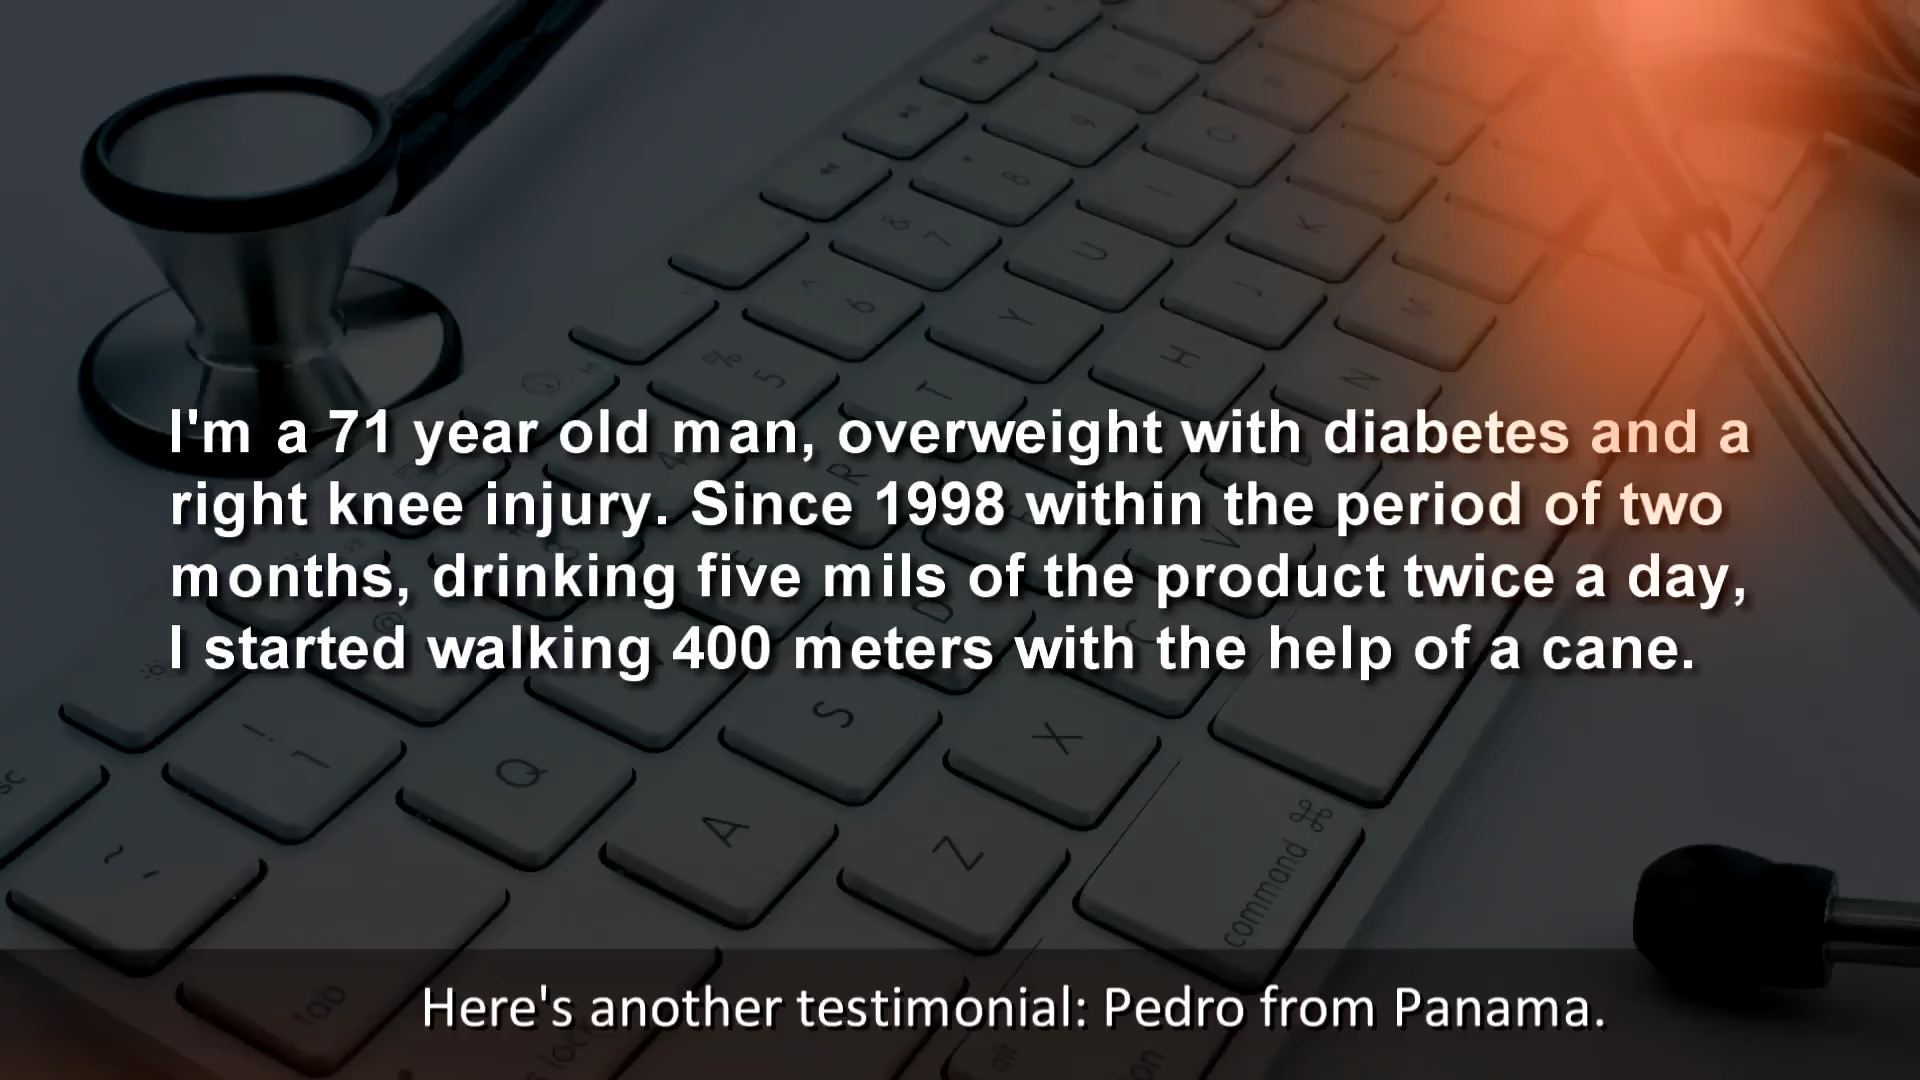 I'm a 71 year old man, overweight with diabetes and a
right knee injury. Since 1998 within the period of two
months, drinking five mils of the product twice a day,
I started walking 400 meters with the help of a cane.
Here's another testimonial: Pedro from Panama.
command ⌘
tab